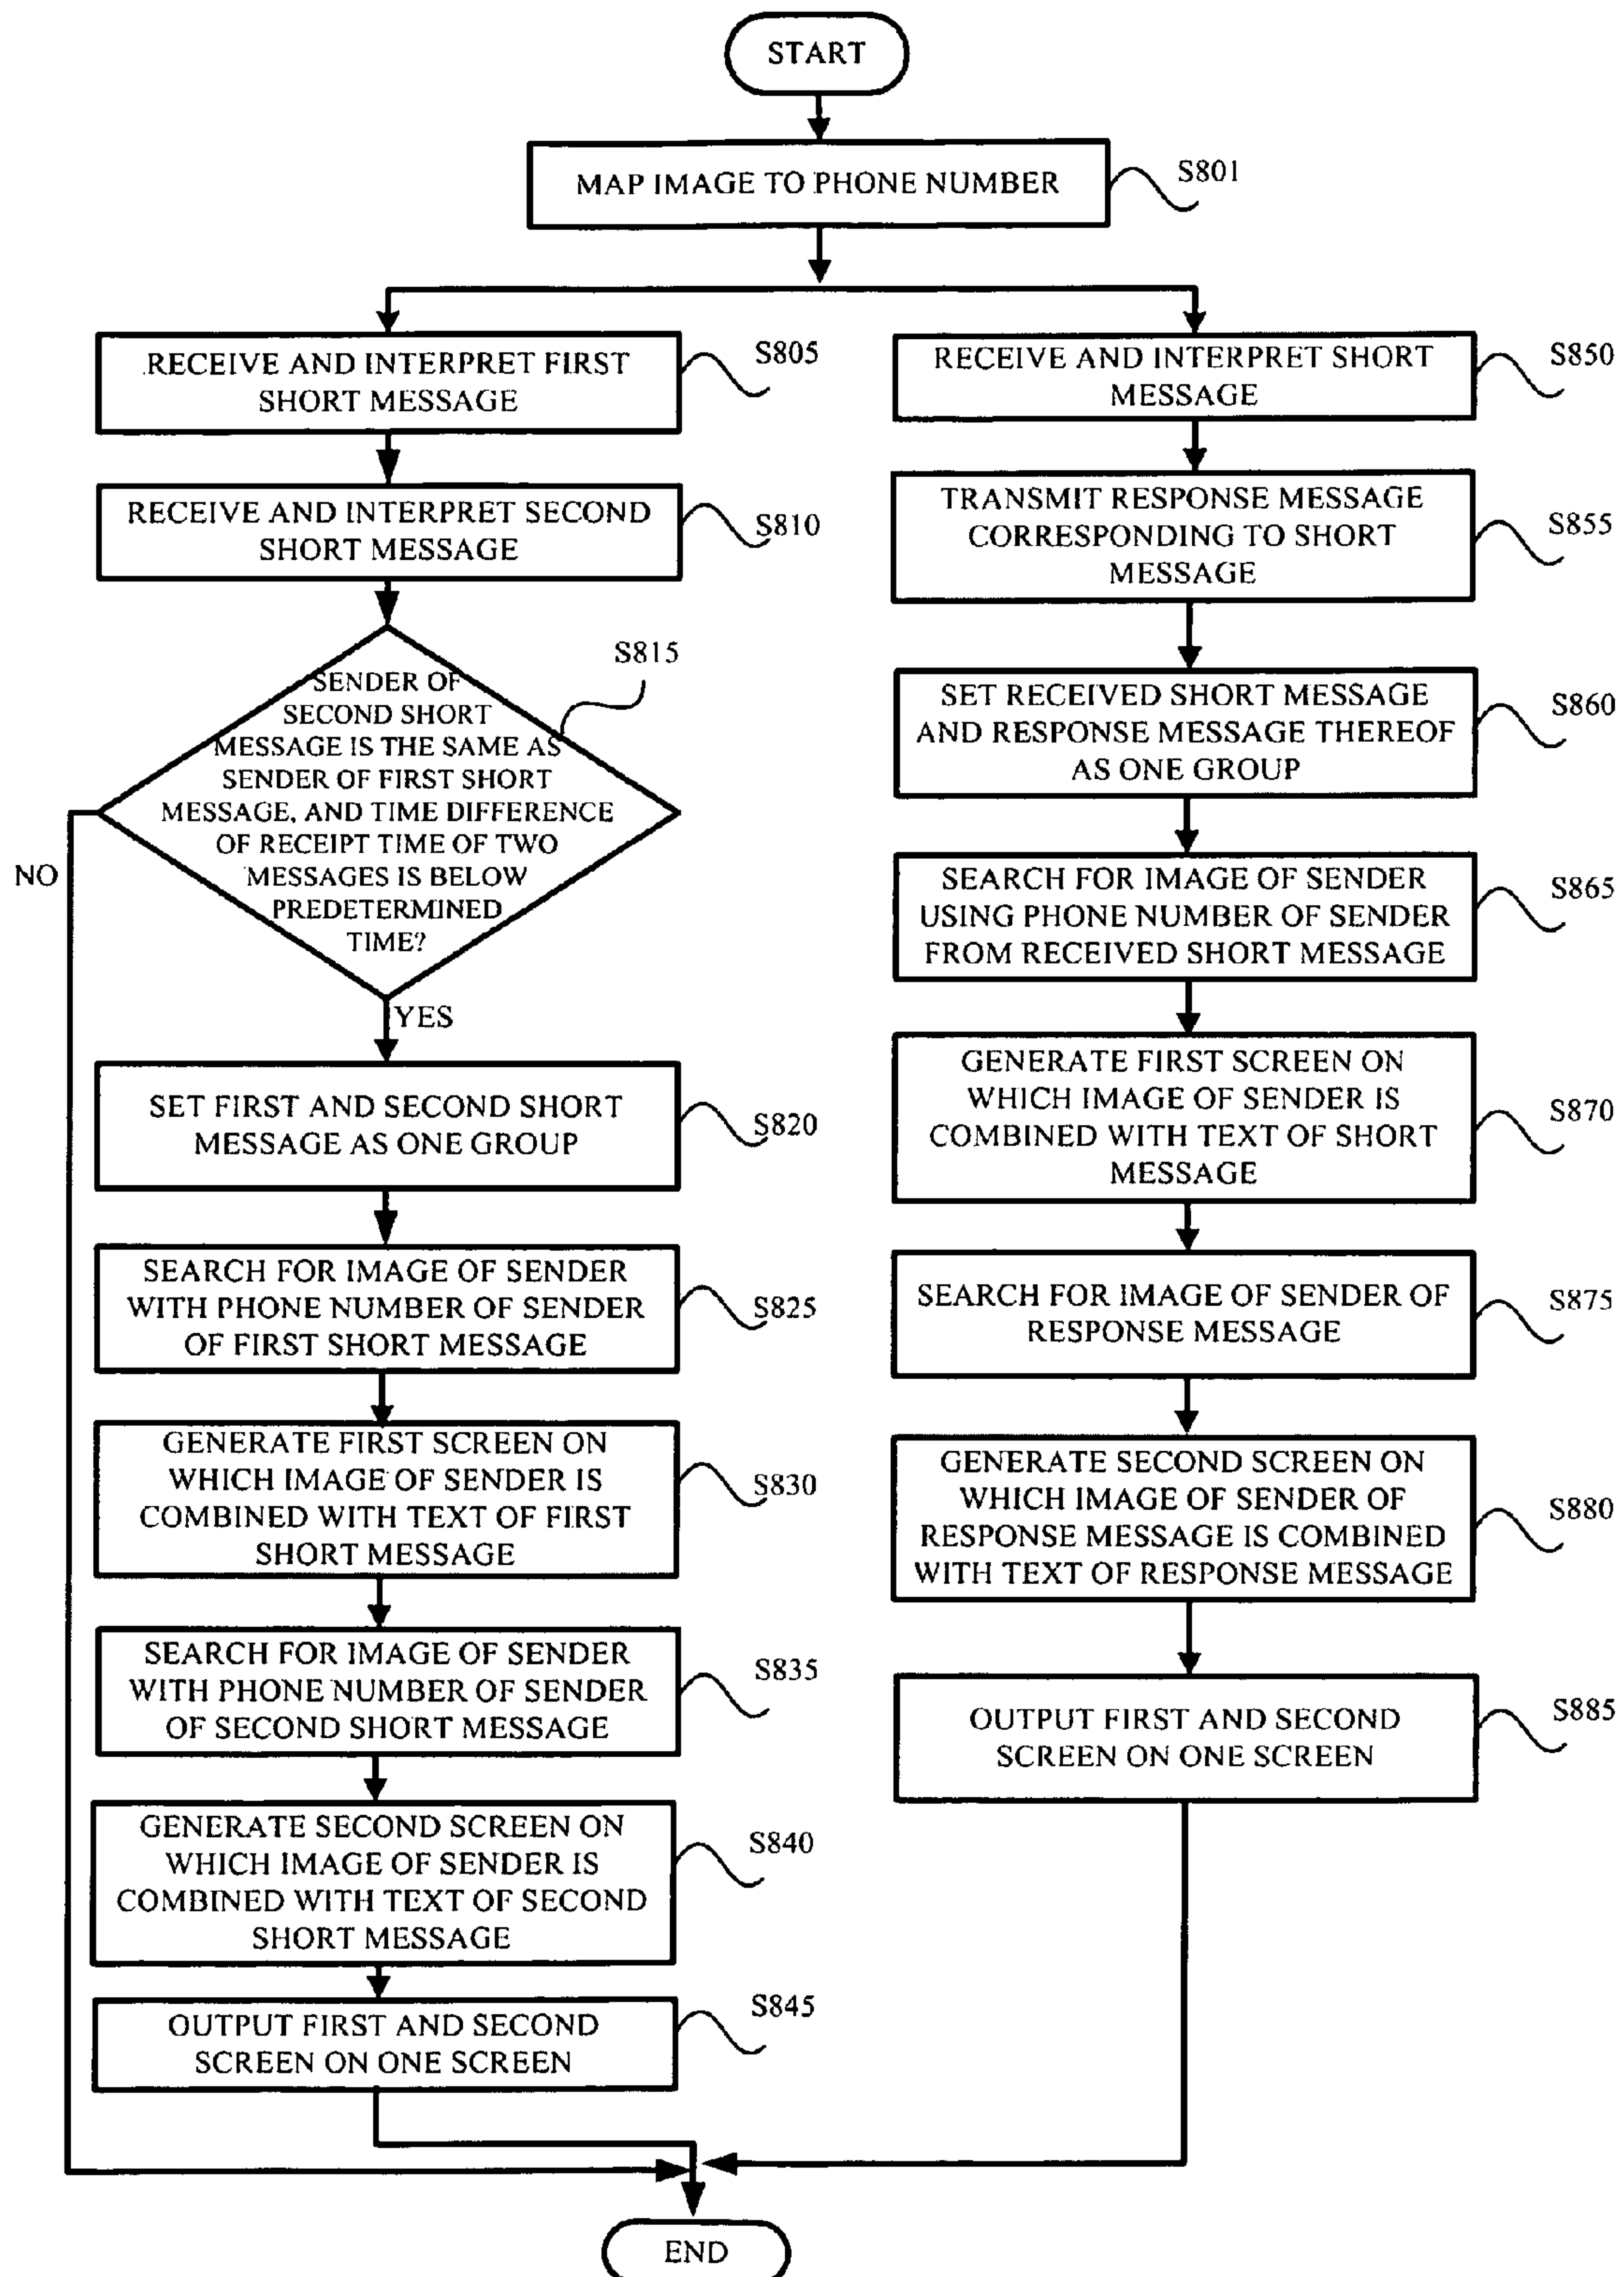 START
MAP IMAGE TO PHONE NUMBER
S801
RECEIVE AND INTERPRET FIRST
SHORT MESSAGE
S805
RECEIVE AND INTERPRET SECOND
SHORT MESSAGE
S810
SENDER OF
SECOND SHORT
MESSAGE IS THE SAME AS
SENDER OF FIRST SHORT
MESSAGE, AND TIME DIFFERENCE
OF RECEIPT TIME OF TWO
MESSAGES IS BELOW
PREDETERMINED
TIME?
S815
NO
YES
SET FIRST AND SECOND SHORT
MESSAGE AS ONE GROUP
S820
SEARCH FOR IMAGE OF SENDER
WITH PHONE NUMBER OF SENDER
OF FIRST SHORT MESSAGE
S825
GENERATE FIRST SCREEN ON
WHICH IMAGE OF SENDER IS
COMBINED WITH TEXT OF FIRST
SHORT MESSAGE
S830
SEARCH FOR IMAGE OF SENDER
WITH PHONE NUMBER OF SENDER
OF SECOND SHORT MESSAGE
S835
GENERATE SECOND SCREEN ON
WHICH IMAGE OF SENDER IS
COMBINED WITH TEXT OF SECOND
SHORT MESSAGE
S840
OUTPUT FIRST AND SECOND
SCREEN ON ONE SCREEN
S845
RECEIVE AND INTERPRET SHORT
MESSAGE
S850
TRANSMIT RESPONSE MESSAGE
CORRESPONDING TO SHORT
MESSAGE
S855
SET RECEIVED SHORT MESSAGE
AND RESPONSE MESSAGE THEREOF
AS ONE GROUP
S860
SEARCH FOR IMAGE OF SENDER
USING PHONE NUMBER OF SENDER
FROM RECEIVED SHORT MESSAGE
S865
GENERATE FIRST SCREEN ON
WHICH IMAGE OF SENDER IS
COMBINED WITH TEXT OF SHORT
MESSAGE
S870
SEARCH FOR IMAGE OF SENDER OF
RESPONSE MESSAGE
S875
GENERATE SECOND SCREEN ON
WHICH IMAGE OF SENDER OF
RESPONSE MESSAGE IS COMBINED
WITH TEXT OF RESPONSE MESSAGE
S880
OUTPUT FIRST AND SECOND
SCREEN ON ONE SCREEN
S885
END